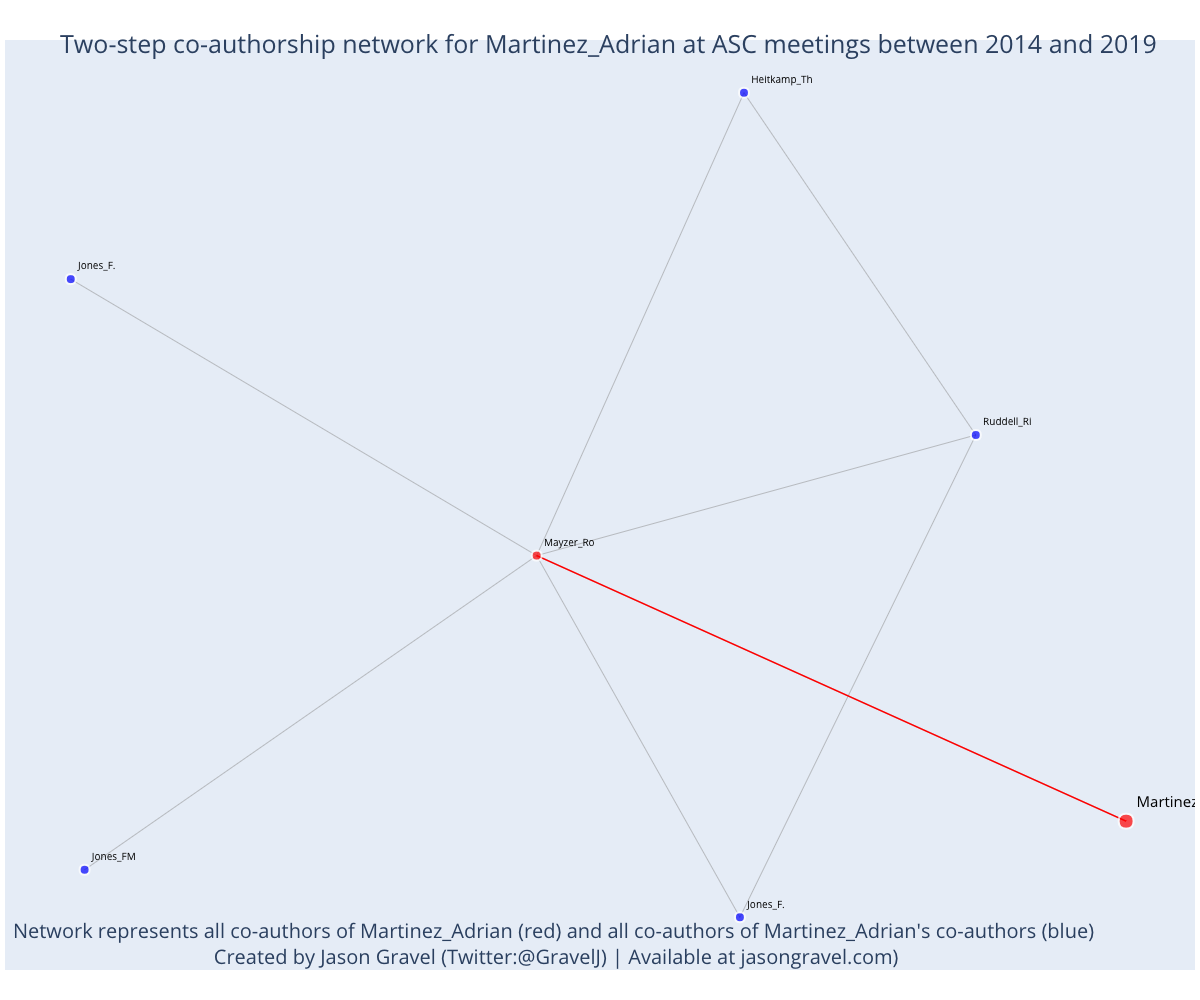 Two-step co-authorship network for Martinez_Adrian at ASC meetings between 2014 and 2019
Heitkamp_Th
Jones_F.
Ruddell_Ri
Mayzer_Ro
Martinez
Jones_FM
Jones_F.
Network represents all co-authors of Martinez_Adrian (red) and all co-authors of Martinez_Adrian's co-authors (blue)
Created by Jason Gravel (Twitter:@GravelJ) | Available at jasongravel.com)